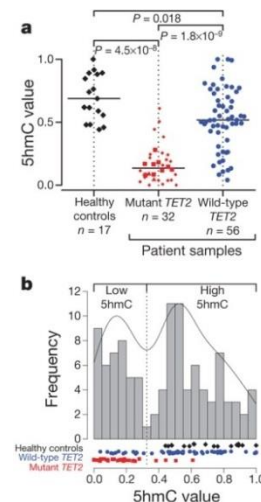 a
P = 0.018
P = 4.5×10⁻⁸
P = 1.8×10⁻⁹
5hmC value
1.0
0.5
0.0
Healthy controls n = 17
Mutant TET2 n = 32
Wild-type TET2 n = 56
Patient samples
b
Low 5hmC
High 5hmC
Frequency
12
10
8
6
4
2
0
Healthy controls
Wild-type TET2
Mutant TET2
0.0 0.2 0.4 0.6 0.8 1.0
5hmC value